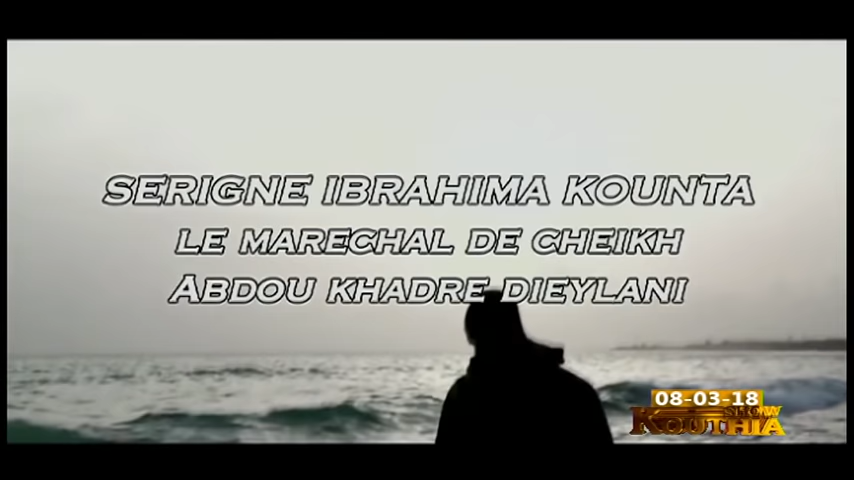 SERIGNE IBRAHIMA KOUNTA
LE MARECHAL DE CHEIKH
ABDOU KHADRE DIEYLANI
08-03-18
KOUTHIA SHOW